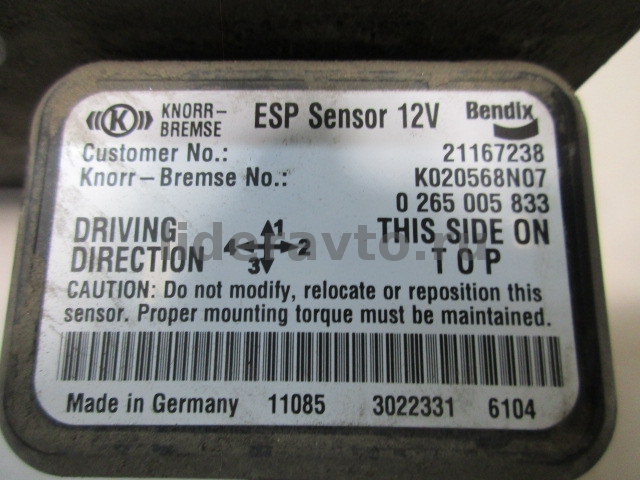 KNORR-BREMSE ESP Sensor 12V Bendix
Customer No.: 21167238
Knorr-Bremse No.: K020568N07
0 265 005 833
DRIVING DIRECTION 1 2 3 4 THIS SIDE ON TOP
rideravto.ru
CAUTION: Do not modify, relocate or reposition this
sensor. Proper mounting torque must be maintained.
Made in Germany 11085 3022331 6104